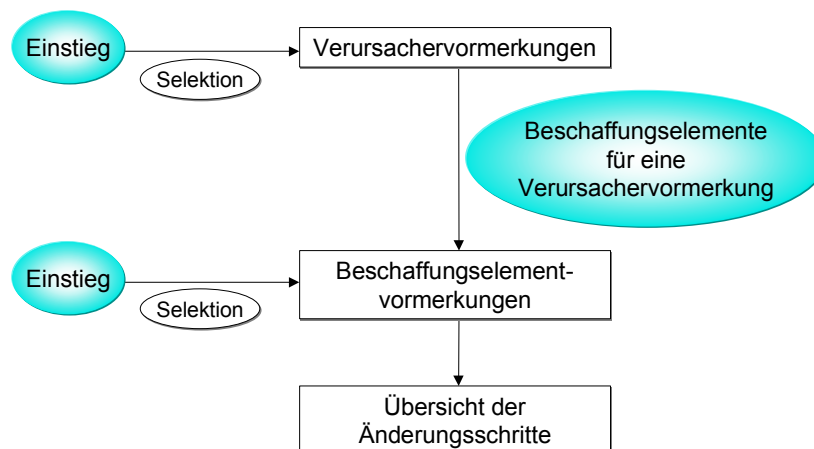 Einstieg
Selektion
Verursachervormerkungen
Beschaffungselemente
für eine
Verursachervormerkung
Einstieg
Selektion
Beschaffungselement-
vormerkungen
Übersicht der
Änderungsschritte